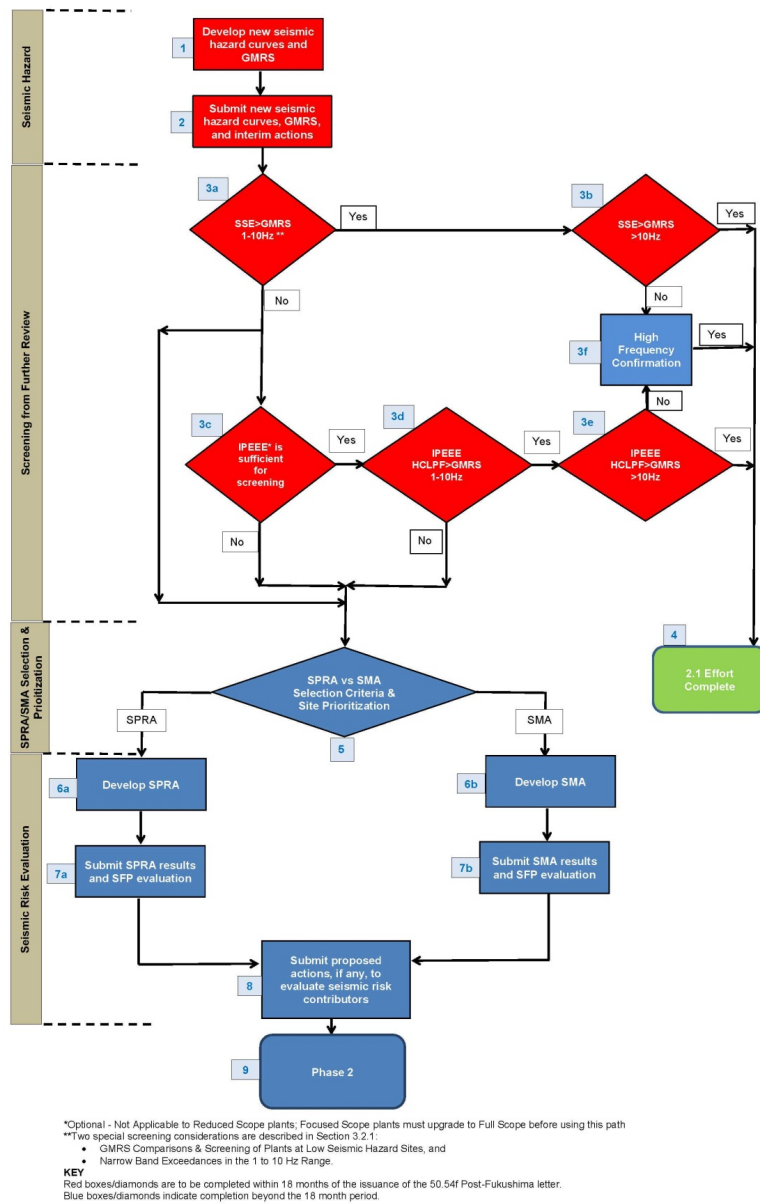 Seismic Hazard
1
Develop new seismic
hazard curves and
GMRS
2
Submit new seismic
hazard curves, GMRS,
and interim actions
Screening from Further Review
3a
SSE>GMRS
1-10Hz **
Yes
3b
SSE>GMRS
>10Hz
Yes
No
No
3f
High
Frequency
Confirmation
Yes
No
3c
IPEEE* is
sufficient
for
screening
Yes
3d
IPEEE
HCLPF>GMRS
1-10Hz
Yes
3e
IPEEE
HCLPF>GMRS
>10Hz
Yes
No
No
4
2.1 Effort
Complete
SPRA/SMA Selection &
Prioritization
SPRA vs SMA
Selection Criteria &
Site Prioritization
5
SPRA
SMA
Seismic Risk Evaluation
6a
Develop SPRA
6b
Develop SMA
7a
Submit SPRA results
and SFP evaluation
7b
Submit SMA results
and SFP evaluation
8
Submit proposed
actions, if any, to
evaluate seismic risk
contributors
9
Phase 2
*Optional - Not Applicable to Reduced Scope plants; Focused Scope plants must upgrade to Full Scope before using this path
**Two special screening considerations are described in Section 3.2.1:
• GMRS Comparisons & Screening of Plants at Low Seismic Hazard Sites, and
• Narrow Band Exceedances in the 1 to 10 Hz Range.
KEY
Red boxes/diamonds are to be completed within 18 months of the issuance of the 50.54f Post-Fukushima letter.
Blue boxes/diamonds indicate completion beyond the 18 month period.